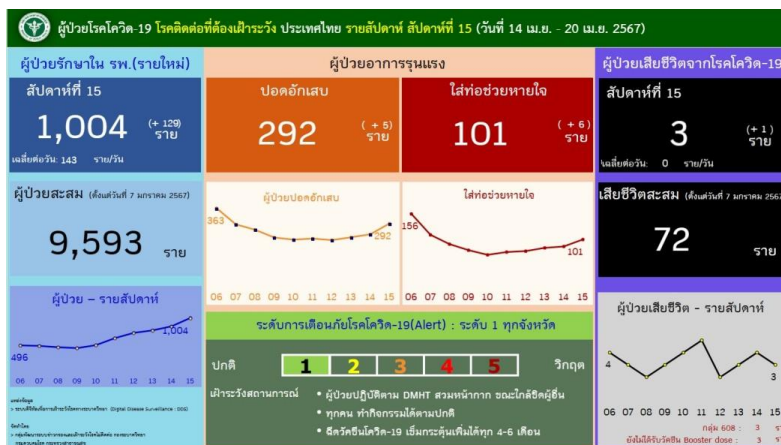 ผู้ป่วยโรคโควิด-19 โรคติดต่อที่ต้องเฝ้าระวัง ประเทศไทย รายสัปดาห์ สัปดาห์ที่ 15 (วันที่ 14 เม.ย. - 20 เม.ย. 2567)
ผู้ป่วยรักษาใน รพ.(รายใหม่)
สัปดาห์ที่ 15
1,004
(+ 129)
ราย
เฉลี่ยต่อวัน: 143 ราย/วัน
ผู้ป่วยสะสม (ตั้งแต่วันที่ 7 มกราคม 2567)
9,593 ราย
ผู้ป่วย – รายสัปดาห์
496
1,004
06 07 08 09 10 11 12 13 14 15
ผู้ป่วยอาการรุนแรง
ปอดอักเสบ
292
( + 5)
ราย
ใส่ท่อช่วยหายใจ
101
( + 6)
ราย
ผู้ป่วยปอดอักเสบ
363
292
06 07 08 09 10 11 12 13 14 15
ใส่ท่อช่วยหายใจ
156
101
06 07 08 09 10 11 12 13 14 15
ระดับการเตือนภัยโรคโควิด-19(Alert) : ระดับ 1 ทุกจังหวัด
ปกติ 1 2 3 4 5 วิกฤต
เฝ้าระวังสถานการณ์
• ผู้ป่วยปฏิบัติตาม DMHT สวมหน้ากาก ขณะใกล้ชิดผู้อื่น
• ทุกคน ทำกิจกรรมได้ตามปกติ
• ฉีดวัคซีนโควิด-19 เข็มกระตุ้นเพิ่มได้ทุก 4-6 เดือน
ผู้ป่วยเสียชีวิตจากโรคโควิด-19
สัปดาห์ที่ 15
3
(+ 1)
ราย
เฉลี่ยต่อวัน: 0 ราย/วัน
เสียชีวิตสะสม (ตั้งแต่วันที่ 7 มกราคม 2567
72 ราย
ผู้ป่วยเสียชีวิต - รายสัปดาห์
4
3
06 07 08 09 10 11 12 13 14 15
กลุ่ม 608 : 3
ยังไม่ได้รับวัคซีน Booster dose : 3